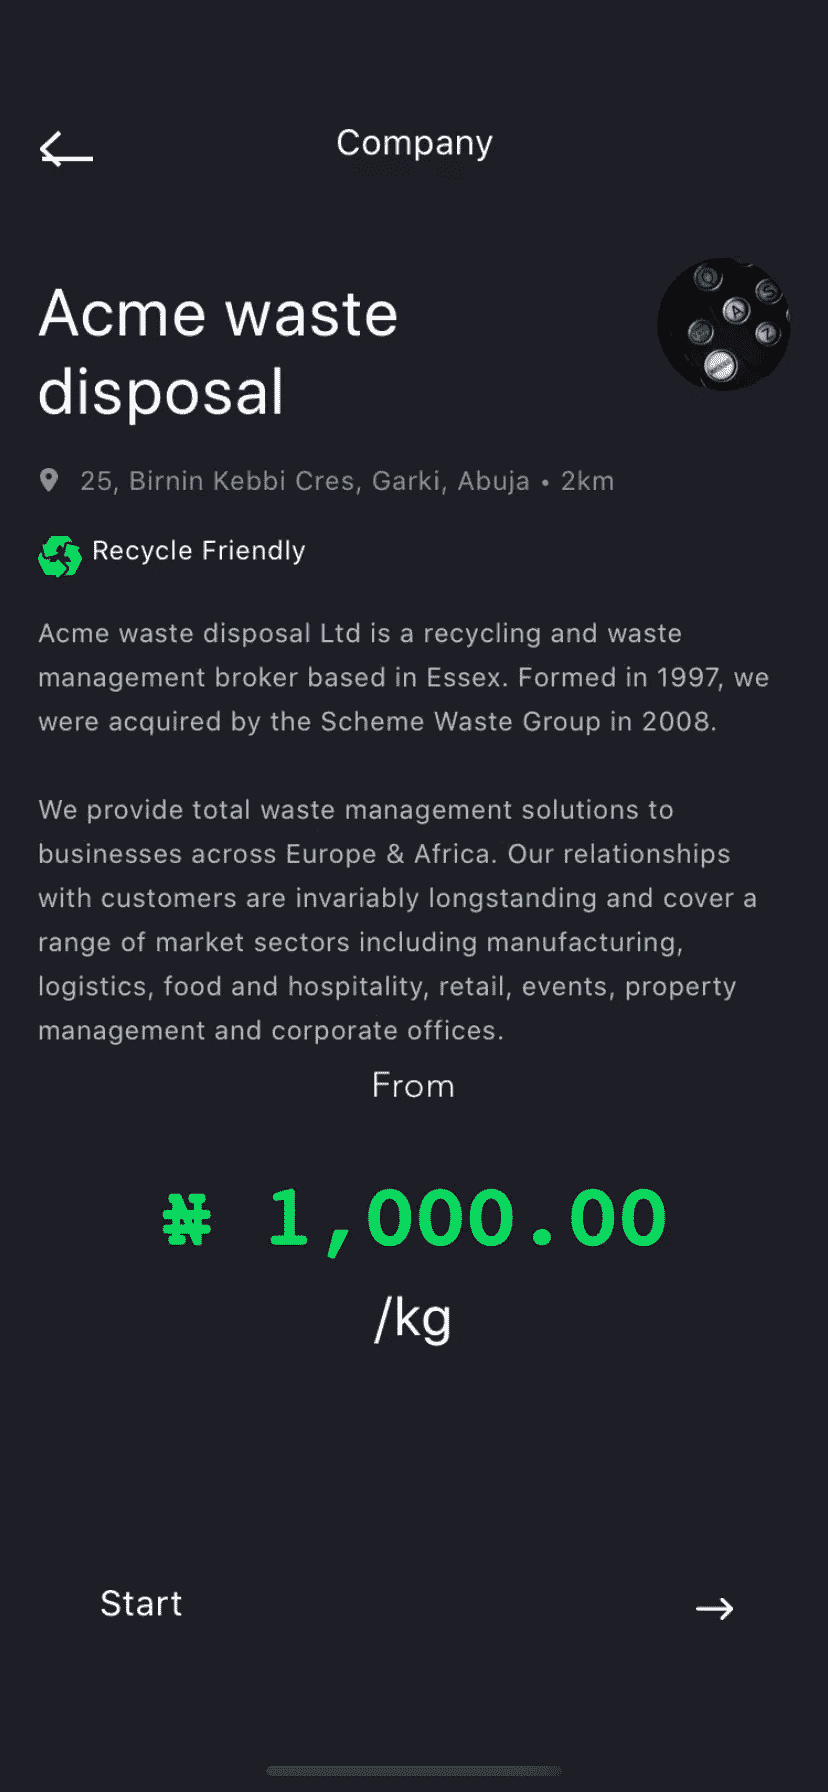 Company
Acme waste
disposal
25, Birnin Kebbi Cres, Garki, Abuja • 2km
Recycle Friendly
Acme waste disposal Ltd is a recycling and waste
management broker based in Essex. Formed in 1997, we
were acquired by the Scheme Waste Group in 2008.
We provide total waste management solutions to
businesses across Europe & Africa. Our relationships
with customers are invariably longstanding and cover a
range of market sectors including manufacturing,
logistics, food and hospitality, retail, events, property
management and corporate offices.
From
₦ 1,000.00
/kg
Start